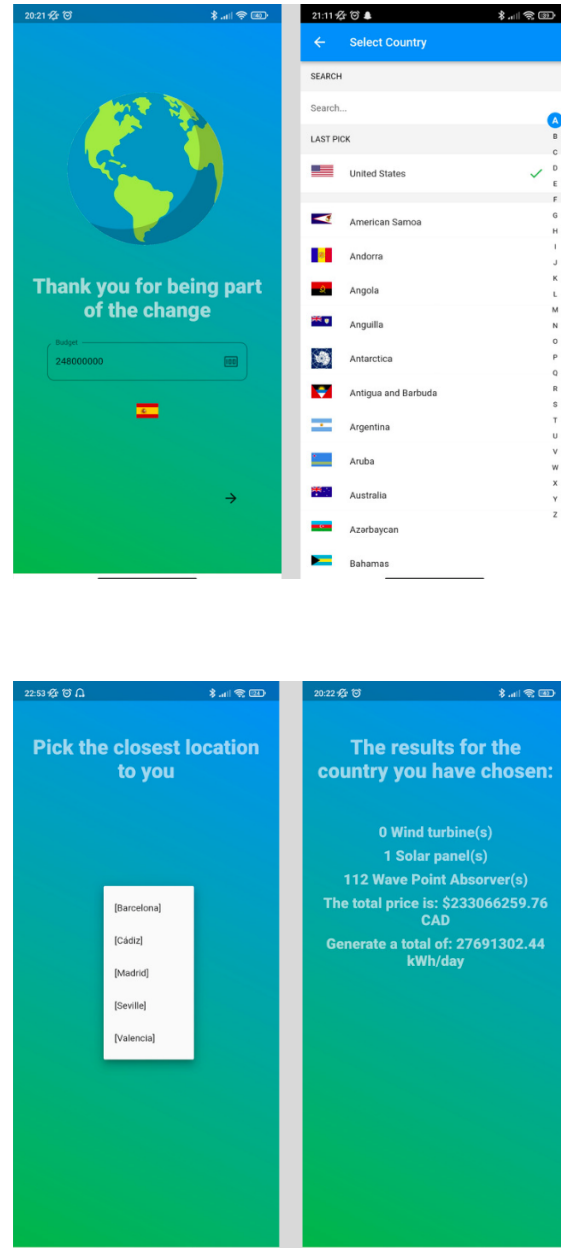 20:21
Thank you for being part
of the change
Budget
248000000
21:11
Select Country
SEARCH
Search...
LAST PICK
United States
American Samoa
Andorra
Angola
Anguilla
Antarctica
Antigua and Barbuda
Argentina
Aruba
Australia
Azərbaycan
Bahamas
A
B
C
D
E
F
G
H
I
J
K
L
M
N
O
P
Q
R
S
T
U
V
W
X
Y
Z
22:53
Pick the closest location
to you
[Barcelona]
[Cádiz]
[Madrid]
[Seville]
[Valencia]
20:22
The results for the
country you have chosen:
0 Wind turbine(s)
1 Solar panel(s)
112 Wave Point Absorver(s)
The total price is: $233066259.76
CAD
Generate a total of: 27691302.44
kWh/day